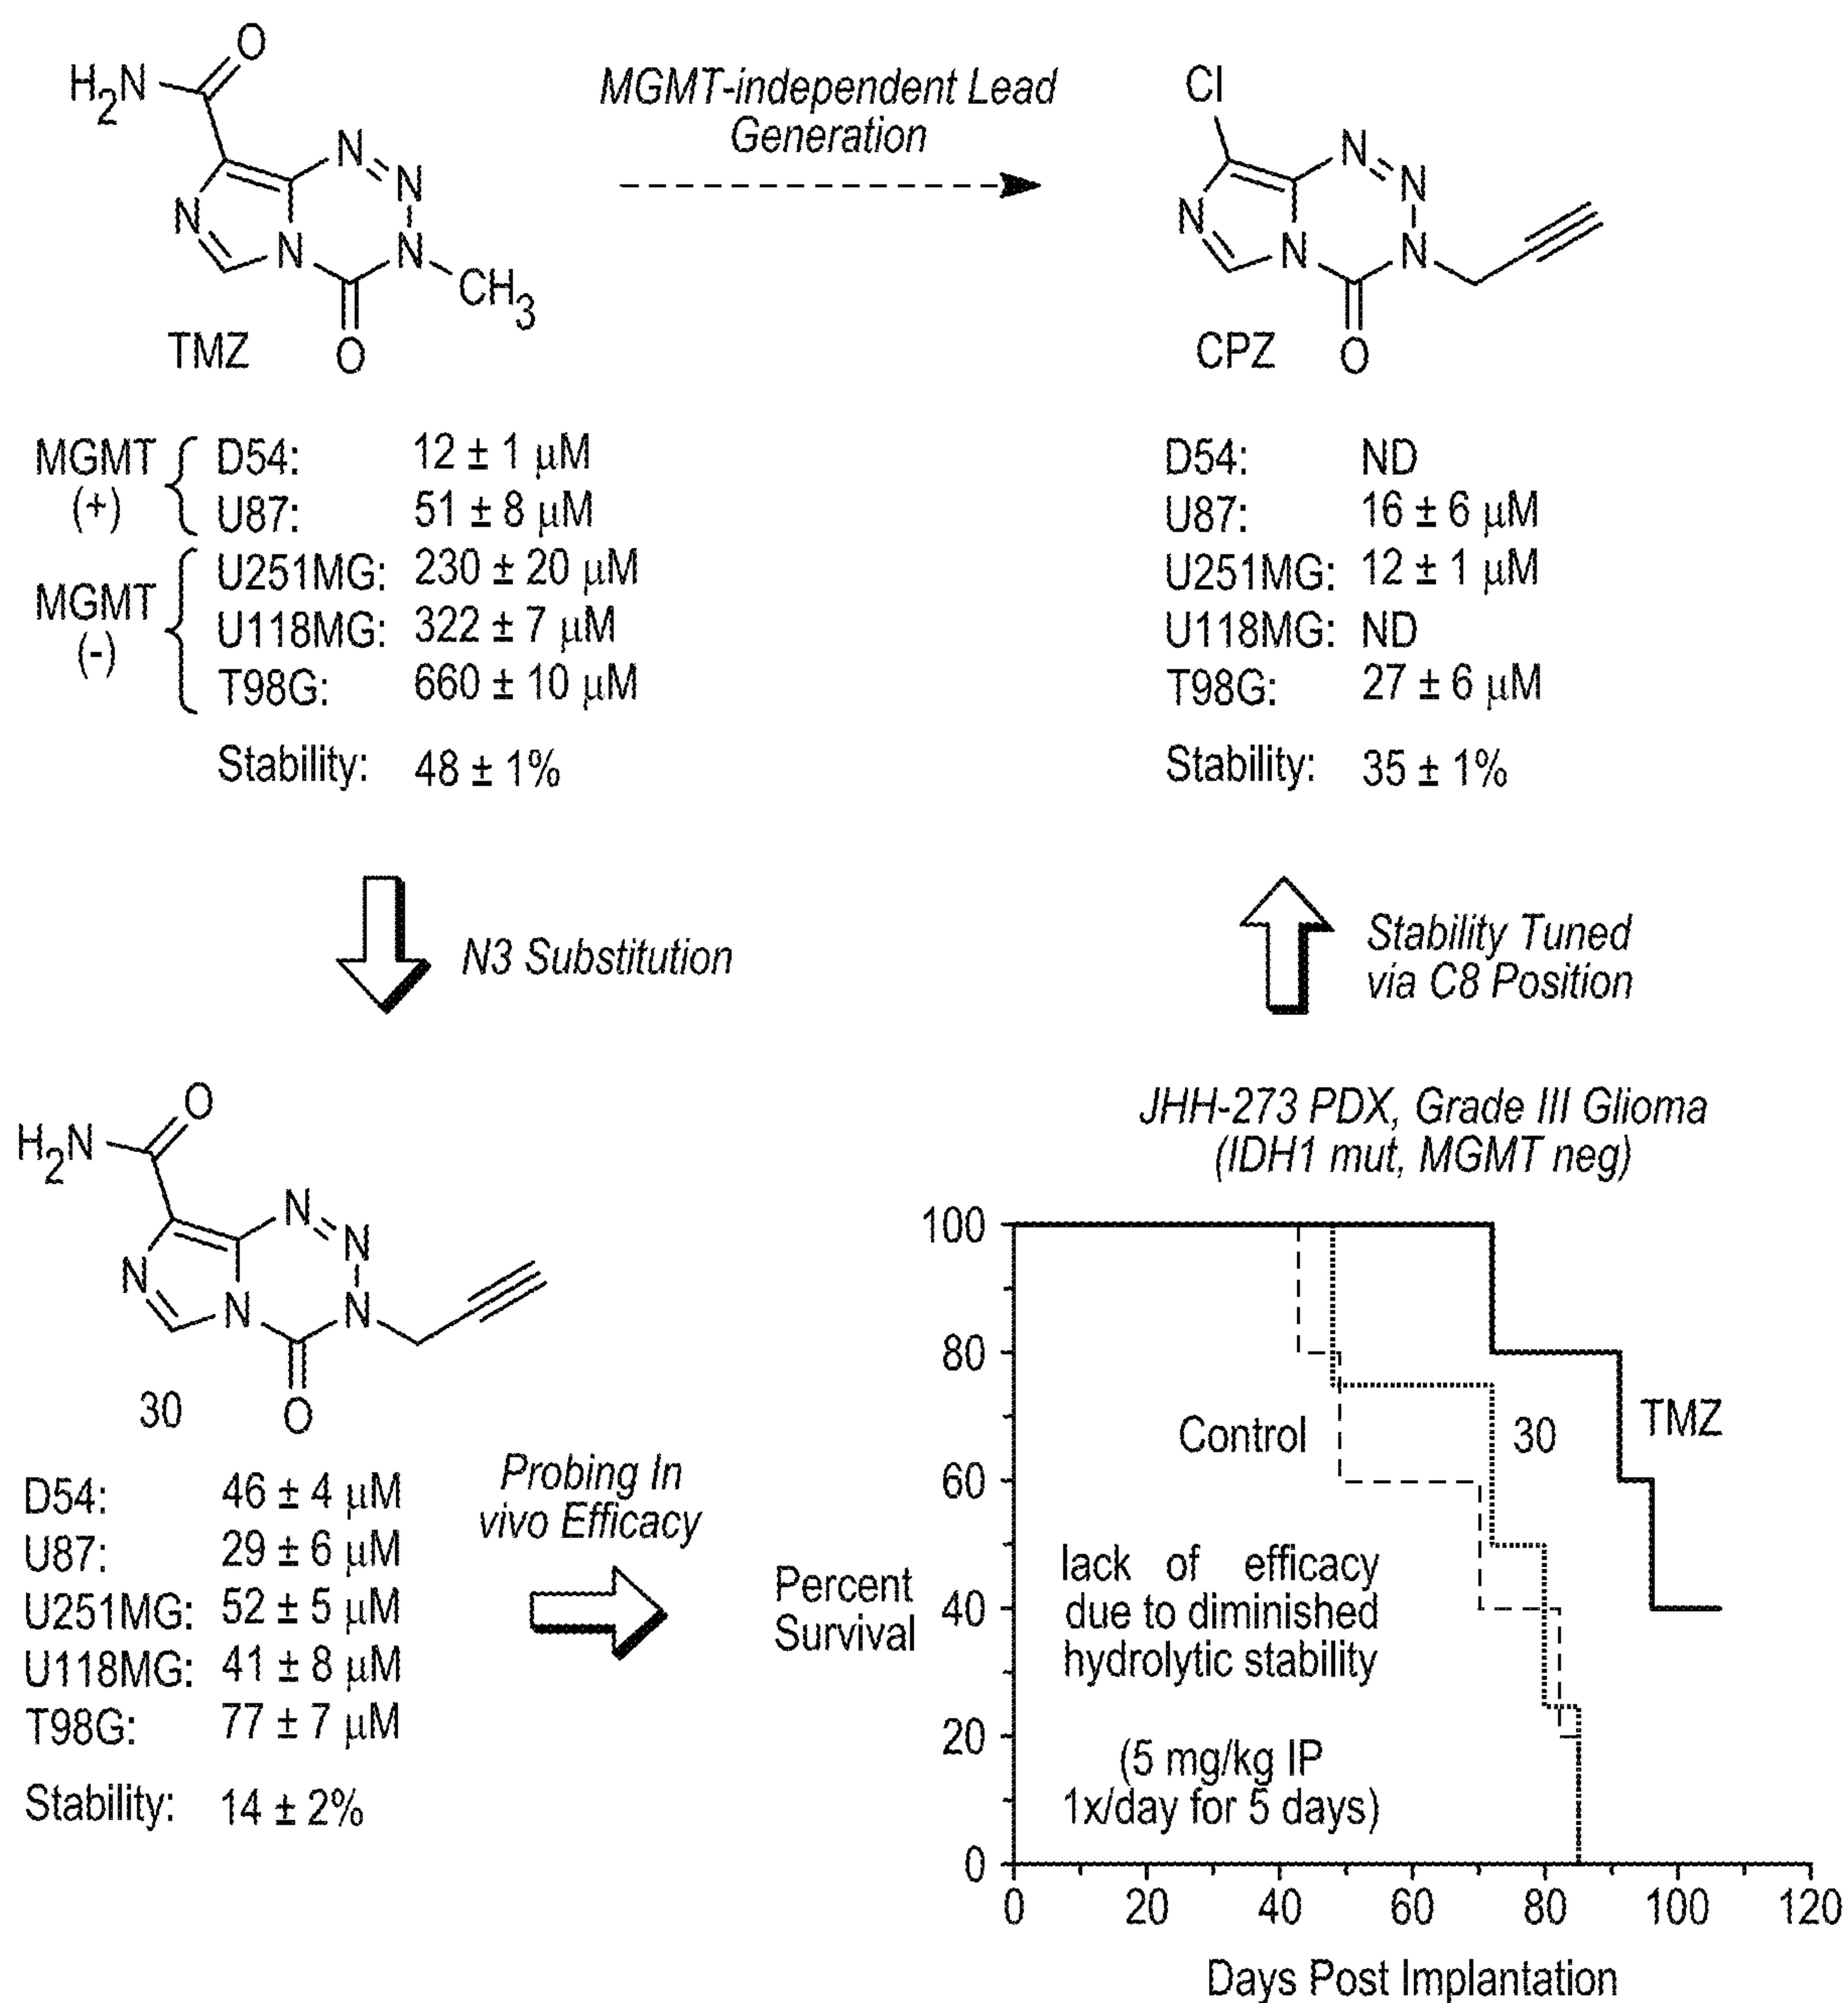 MGMT-independent Lead
Generation
H2N
O
N
N
N
N
N
CH3
O
TMZ
Cl
N
N
N
N
N
O
CPZ
MGMT
(+)
D54: 12 ± 1 µM
U87: 51 ± 8 µM
MGMT
(-)
U251MG: 230 ± 20 µM
U118MG: 322 ± 7 µM
T98G: 660 ± 10 µM
Stability: 48 ± 1%
D54: ND
U87: 16 ± 6 µM
U251MG: 12 ± 1 µM
U118MG: ND
T98G: 27 ± 6 µM
Stability: 35 ± 1%
N3 Substitution
Stability Tuned
via C8 Position
H2N
O
N
N
N
N
N
O
30
D54: 46 ± 4 µM
U87: 29 ± 6 µM
U251MG: 52 ± 5 µM
U118MG: 41 ± 8 µM
T98G: 77 ± 7 µM
Stability: 14 ± 2%
Probing In
vivo Efficacy
JHH-273 PDX, Grade III Glioma
(IDH1 mut, MGMT neg)
Percent
Survival
100
80
60
40
20
0
Control
30
TMZ
lack of efficacy
due to diminished
hydrolytic stability
(5 mg/kg IP
1x/day for 5 days)
0 20 40 60 80 100 120
Days Post Implantation